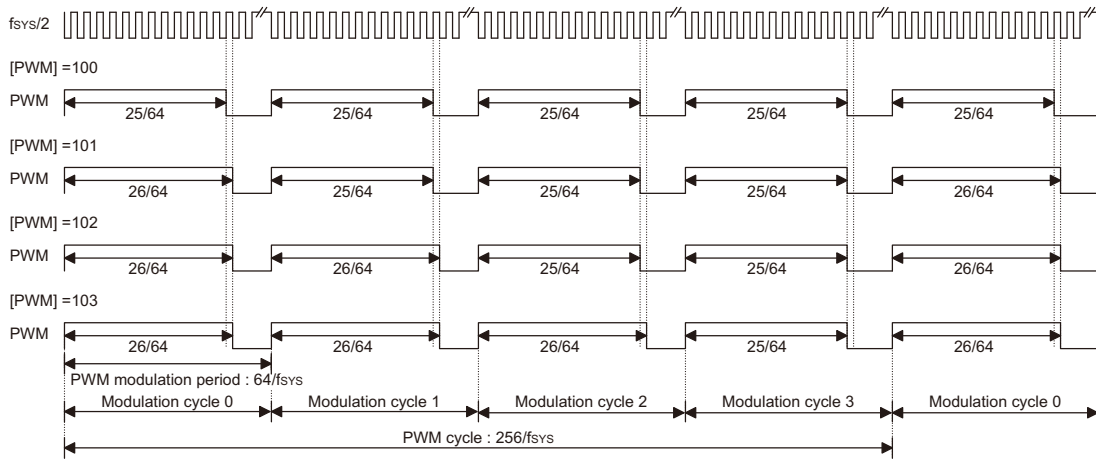 fSYS/2
[PWM] =100
PWM
25/64 25/64 25/64 25/64 25/64
[PWM] =101
PWM
26/64 25/64 25/64 25/64 26/64
[PWM] =102
PWM
26/64 26/64 25/64 25/64 26/64
[PWM] =103
PWM
26/64 26/64 26/64 25/64 26/64
PWM modulation period : 64/fSYS
Modulation cycle 0 Modulation cycle 1 Modulation cycle 2 Modulation cycle 3 Modulation cycle 0
PWM cycle : 256/fSYS